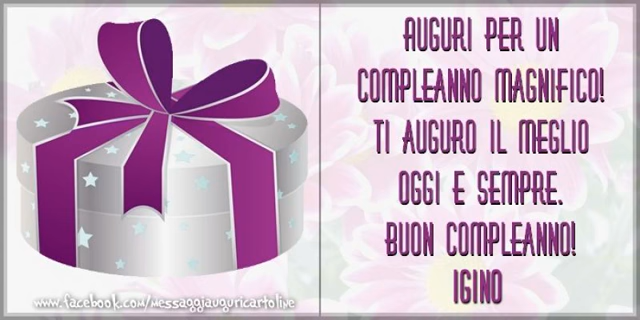 AUGURI PER UN
COMPLEANNO MAGNIFICO!
TI AUGURO IL MEGLIO
OGGI E SEMPRE.
BUON COMPLEANNO!
IGINO
www.facebook.com/messaggiauguricartoline